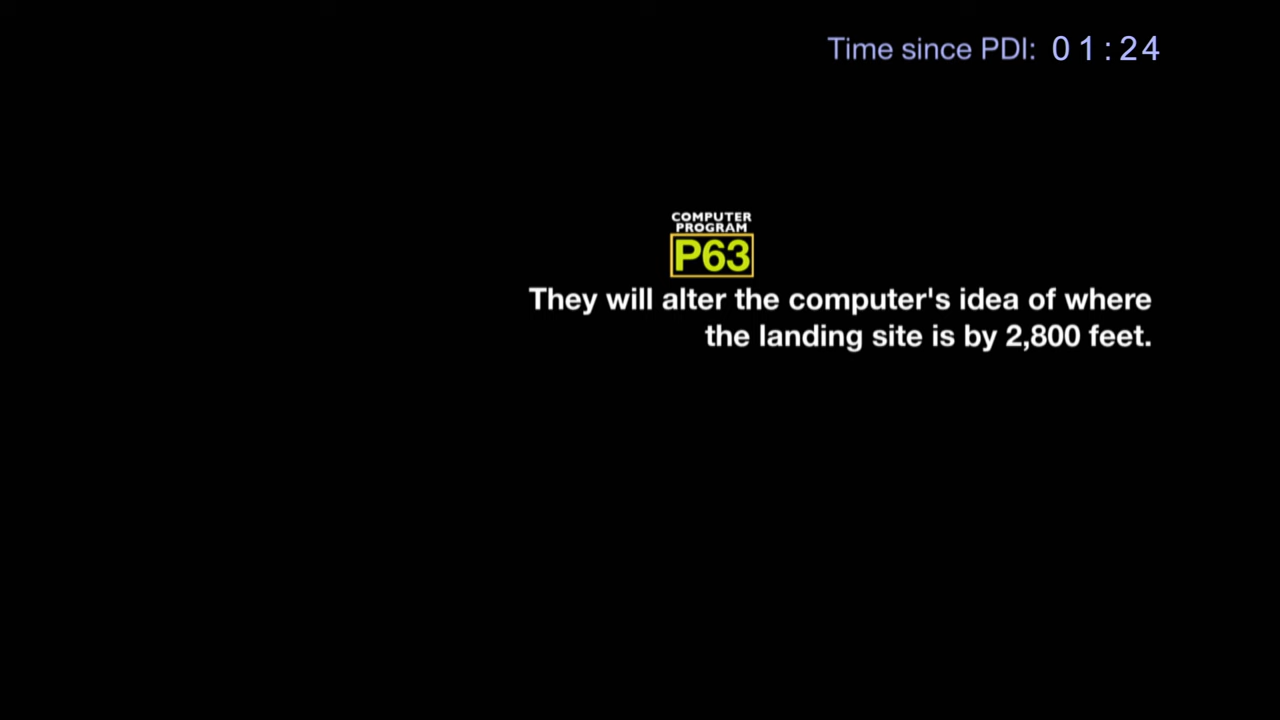 Time since PDI: 01:24
COMPUTER
PROGRAM
P63
They will alter the computer's idea of where
the landing site is by 2,800 feet.